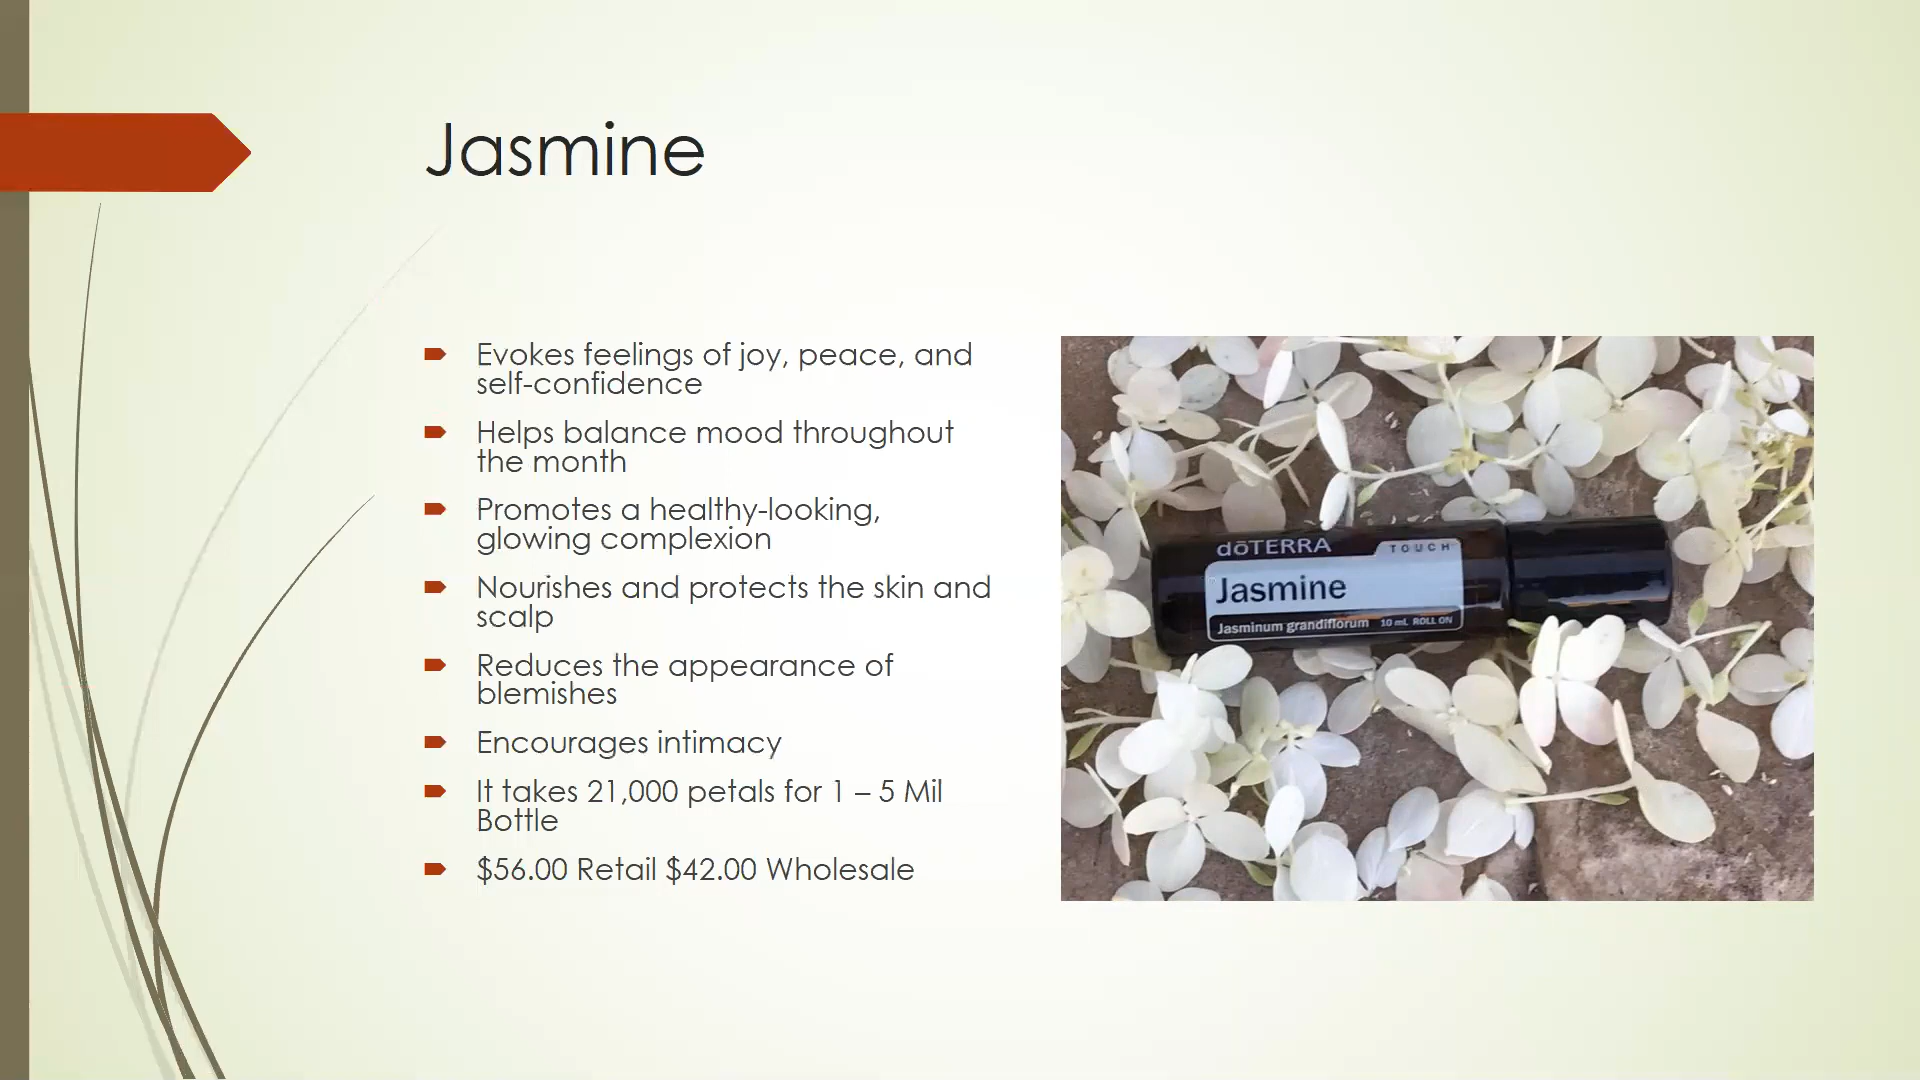 Jasmine
Evokes feelings of joy, peace, and
self-confidence
Helps balance mood throughout
the month
Promotes a healthy-looking,
glowing complexion
Nourishes and protects the skin and
scalp
Reduces the appearance of
blemishes
Encourages intimacy
It takes 21,000 petals for 1 – 5 Mil
Bottle
$56.00 Retail $42.00 Wholesale
dōTERRA TOUCH
Jasmine
Jasminum grandiflorum 10 mL ROLL ON